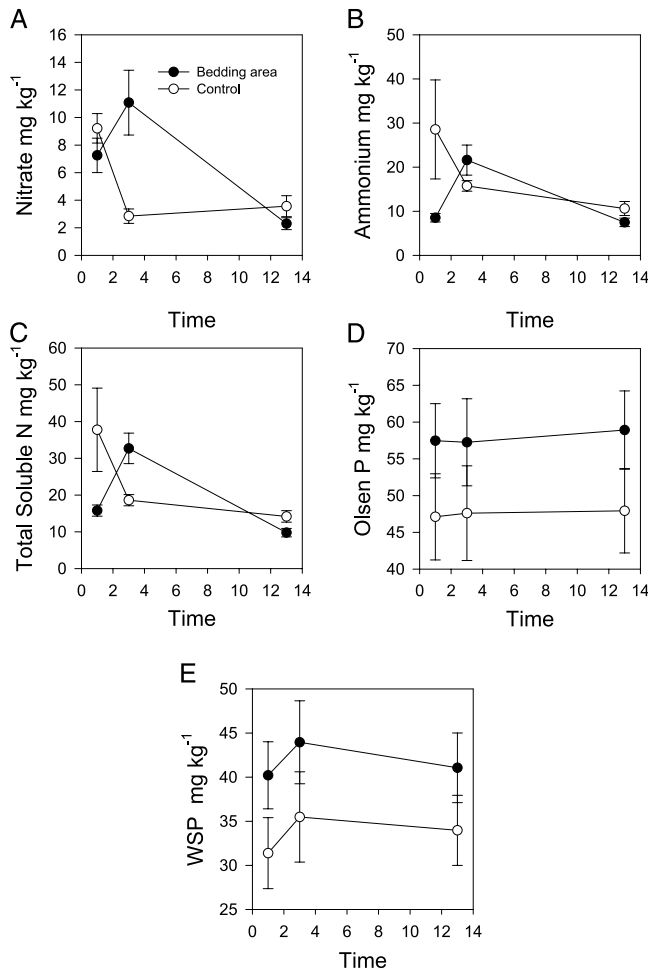 A
Nitrate mg kg⁻¹
16
14
12
10
8
6
4
2
0
Bedding area
Control
0 2 4 6 8 10 12 14
Time
B
Ammonium mg kg⁻¹
50
40
30
20
10
0
0 2 4 6 8 10 12 14
Time
C
Total Soluble N mg kg⁻¹
60
50
40
30
20
10
0
0 2 4 6 8 10 12 14
Time
D
Olsen P mg kg⁻¹
70
65
60
55
50
45
40
0 2 4 6 8 10 12 14
Time
E
WSP mg kg⁻¹
50
45
40
35
30
25
0 2 4 6 8 10 12 14
Time